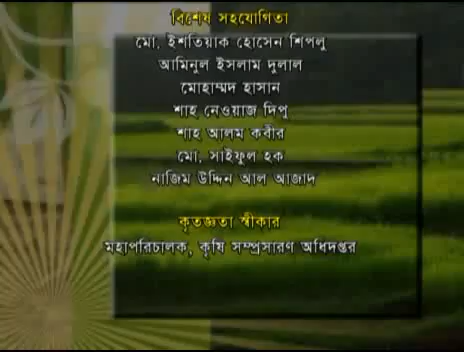 বিশেষ সহযোগিতা
মো. ইশতিয়াক হোসেন শিপলু
আমিনুল ইসলাম দুলাল
মোহাম্মদ হাসান
শাহ নেওয়াজ দিপু
শাহ আলম কবীর
মো. সাইফুল হক
নাজিম উদ্দিন আল আজাদ
কৃতজ্ঞতা স্বীকার
মহাপরিচালক, কৃষি সম্প্রসারণ অধিদপ্তর